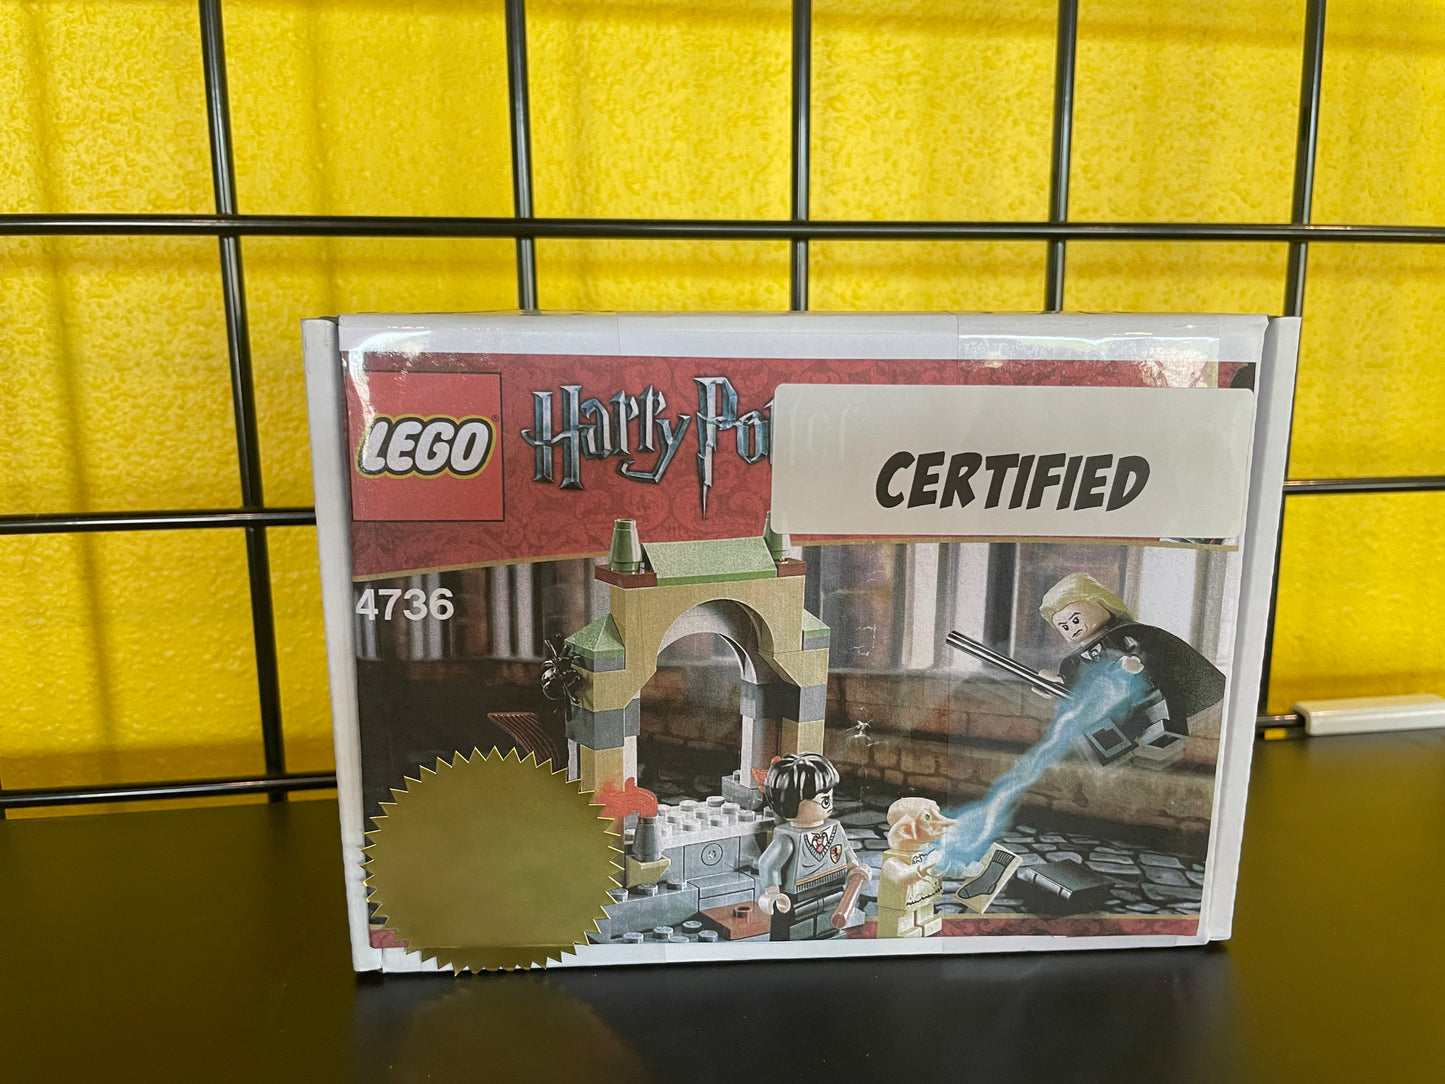 LEGO®
Harry Po
CERTIFIED
4736